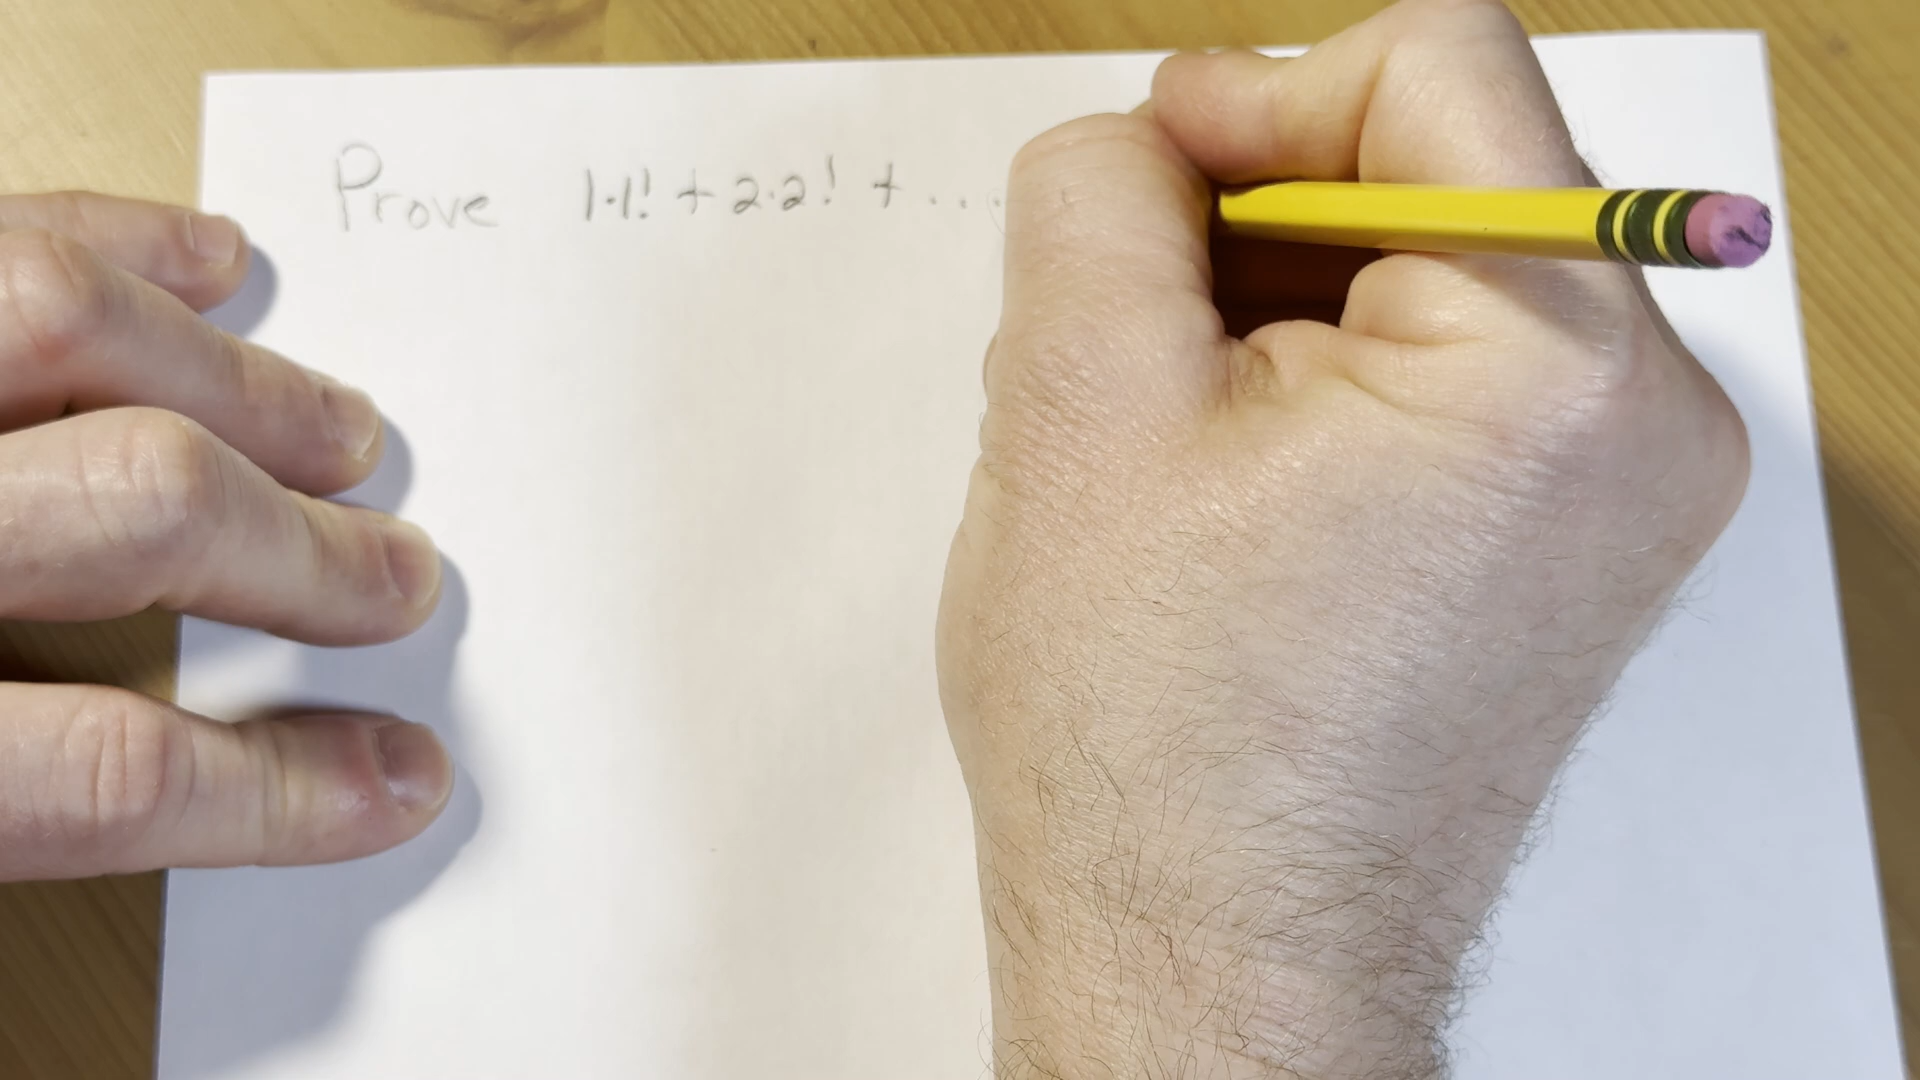 Prove 1·1! + 2·2! + ...